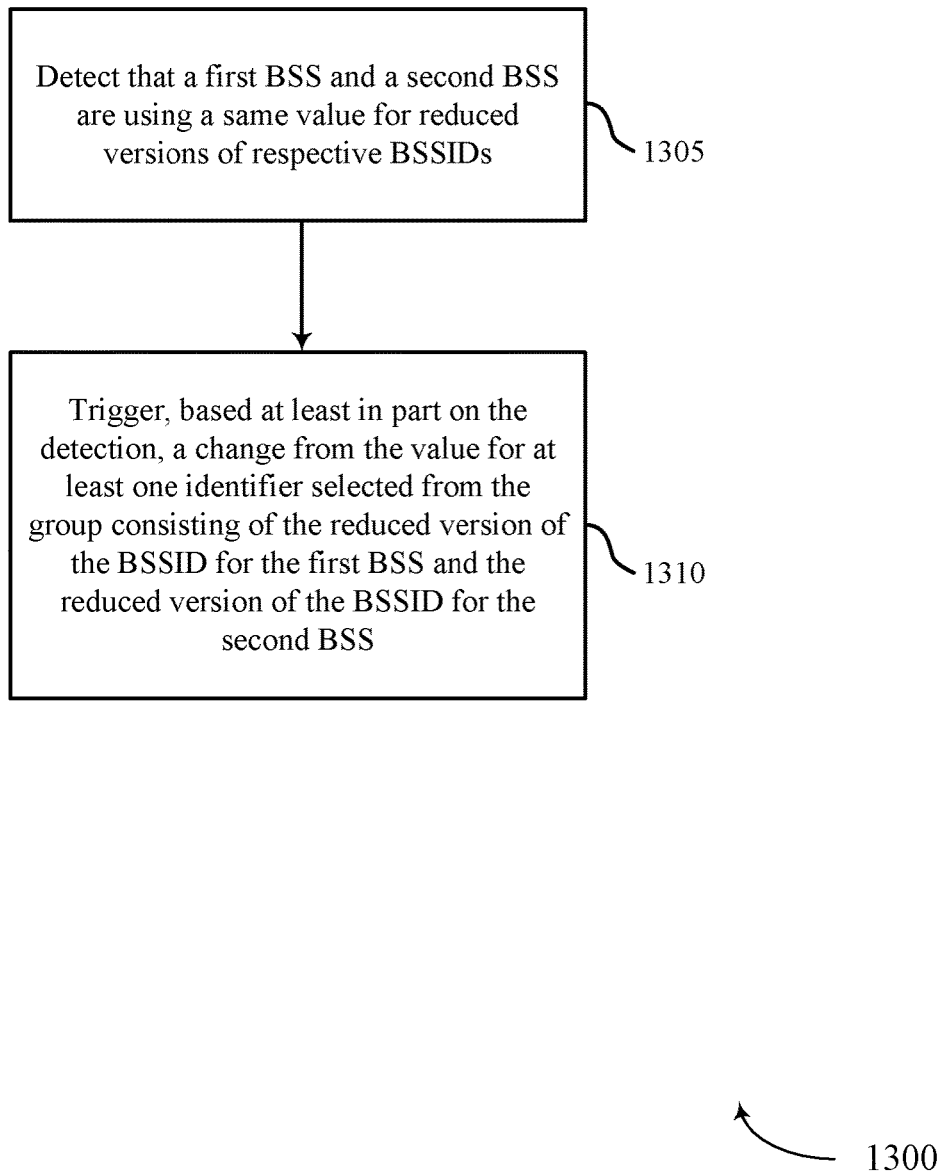 Detect that a first BSS and a second BSS
are using a same value for reduced
versions of respective BSSIDs
1305
Trigger, based at least in part on the
detection, a change from the value for at
least one identifier selected from the
group consisting of the reduced version of
the BSSID for the first BSS and the
reduced version of the BSSID for the
second BSS
1310
1300